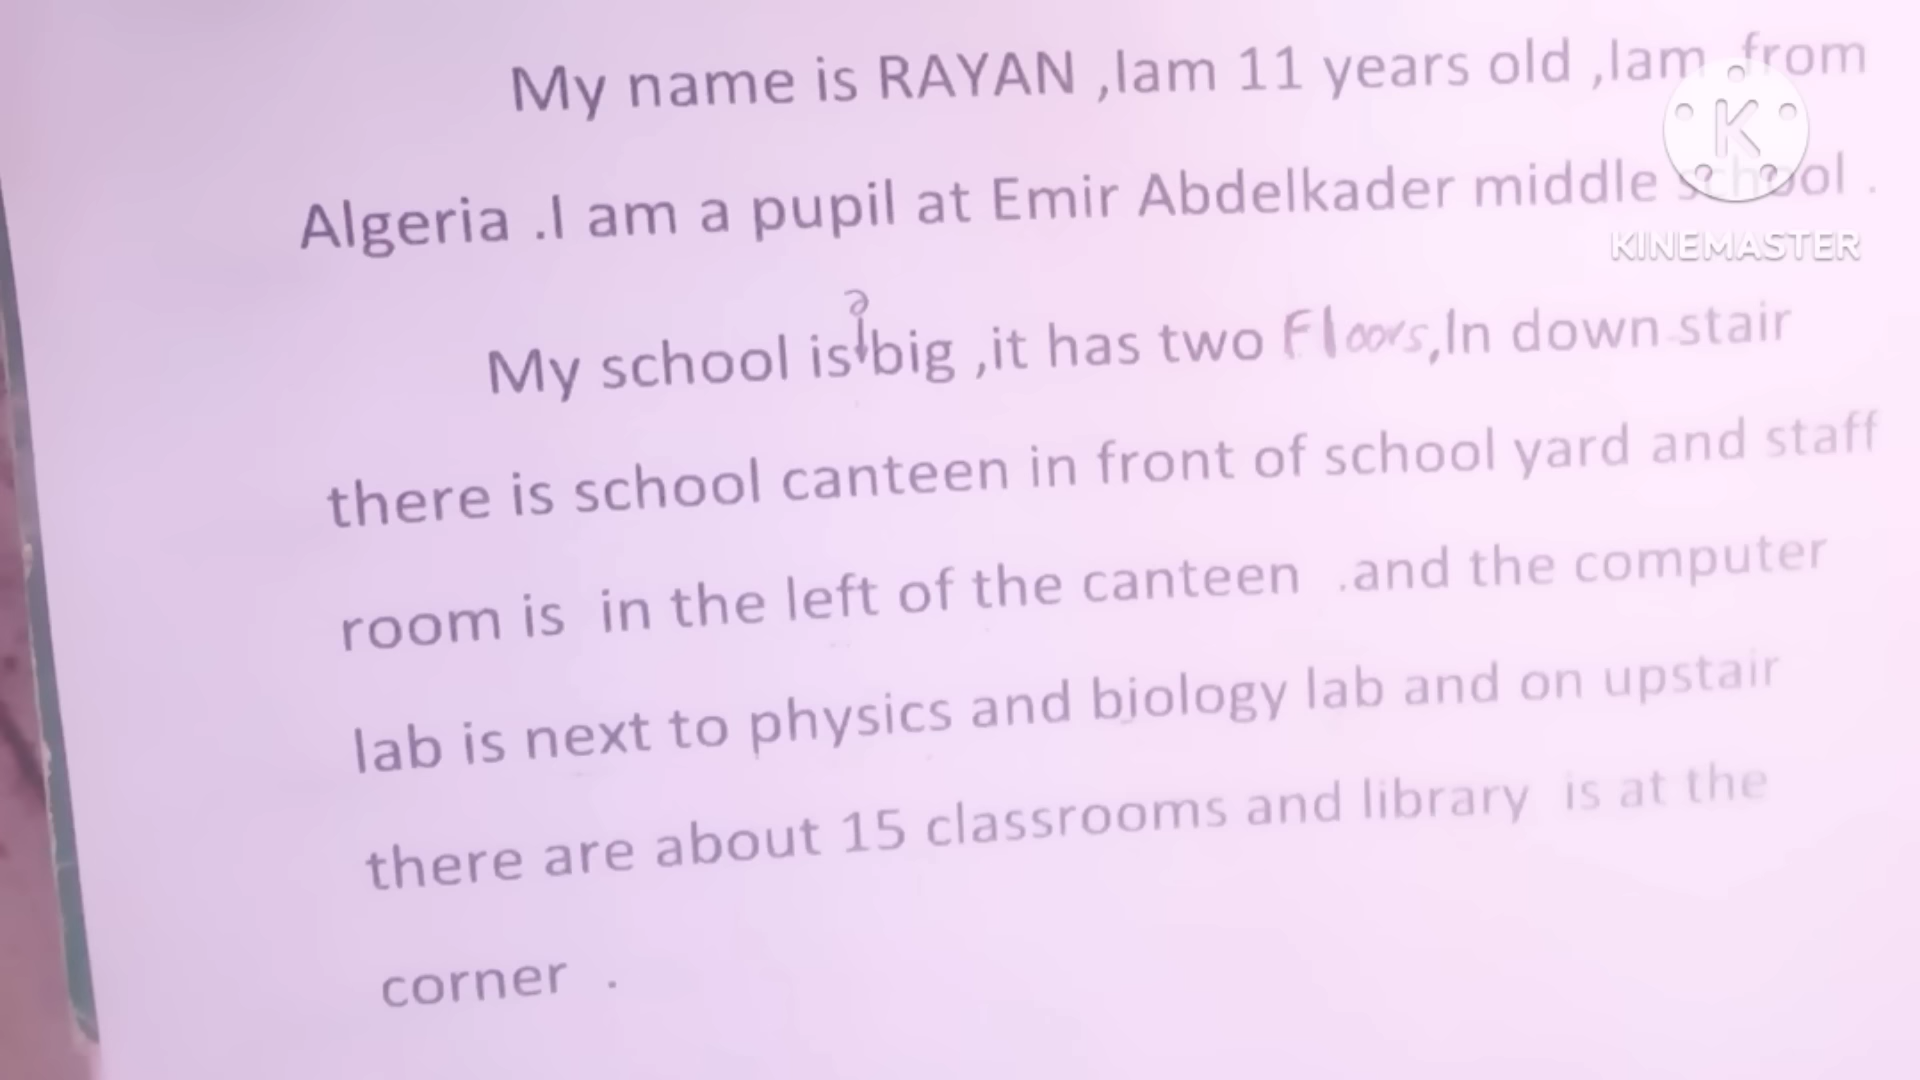 My name is RAYAN ,Iam 11 years old ,Iam from
Algeria .I am a pupil at Emir Abdelkader middle school .
My school is a big ,it has two Floors,In down stair
there is school canteen in front of school yard and staff
room is in the left of the canteen .and the computer
lab is next to physics and biology lab and on upstair
there are about 15 classrooms and library is at the
corner .
K
KINEMASTER